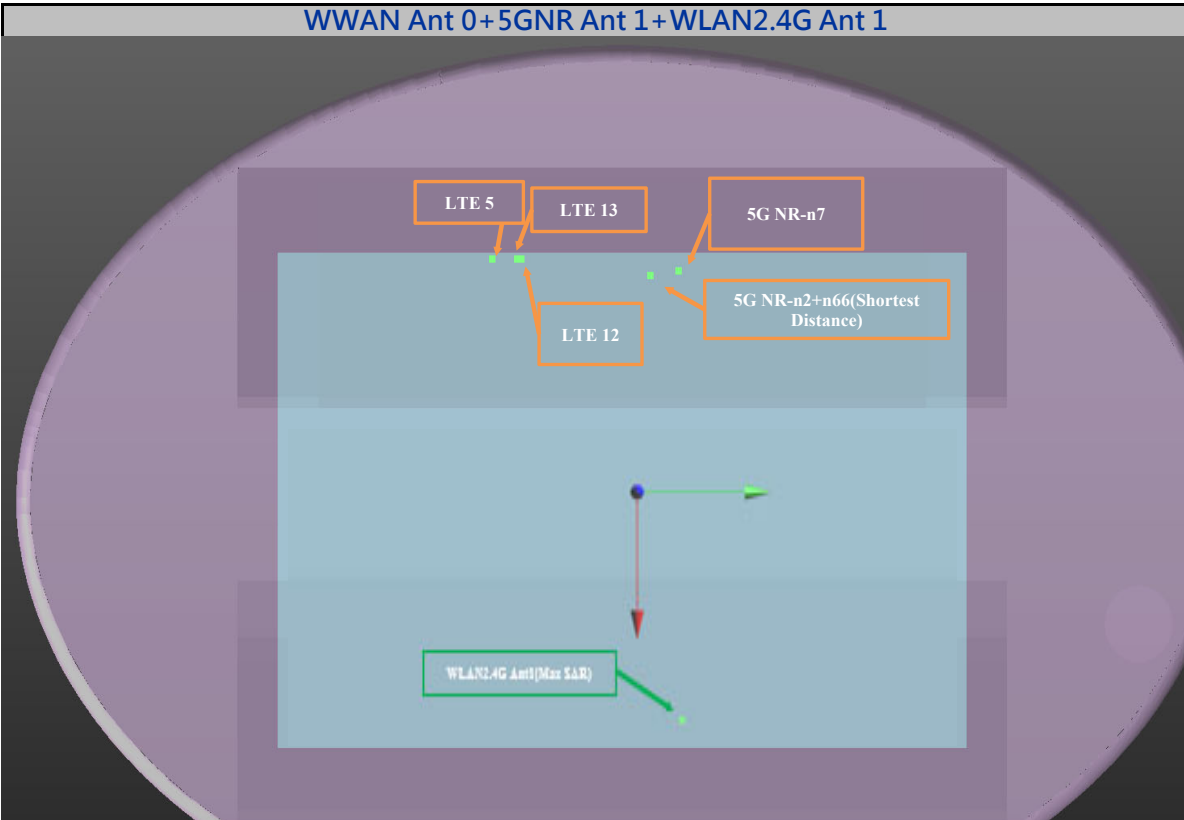 WWAN Ant 0+5GNR Ant 1+WLAN2.4G Ant 1
LTE 5
LTE 13
5G NR-n7
5G NR-n2+n66(Shortest
Distance)
LTE 12
WLAN2.4G Ant1(Max SAR)